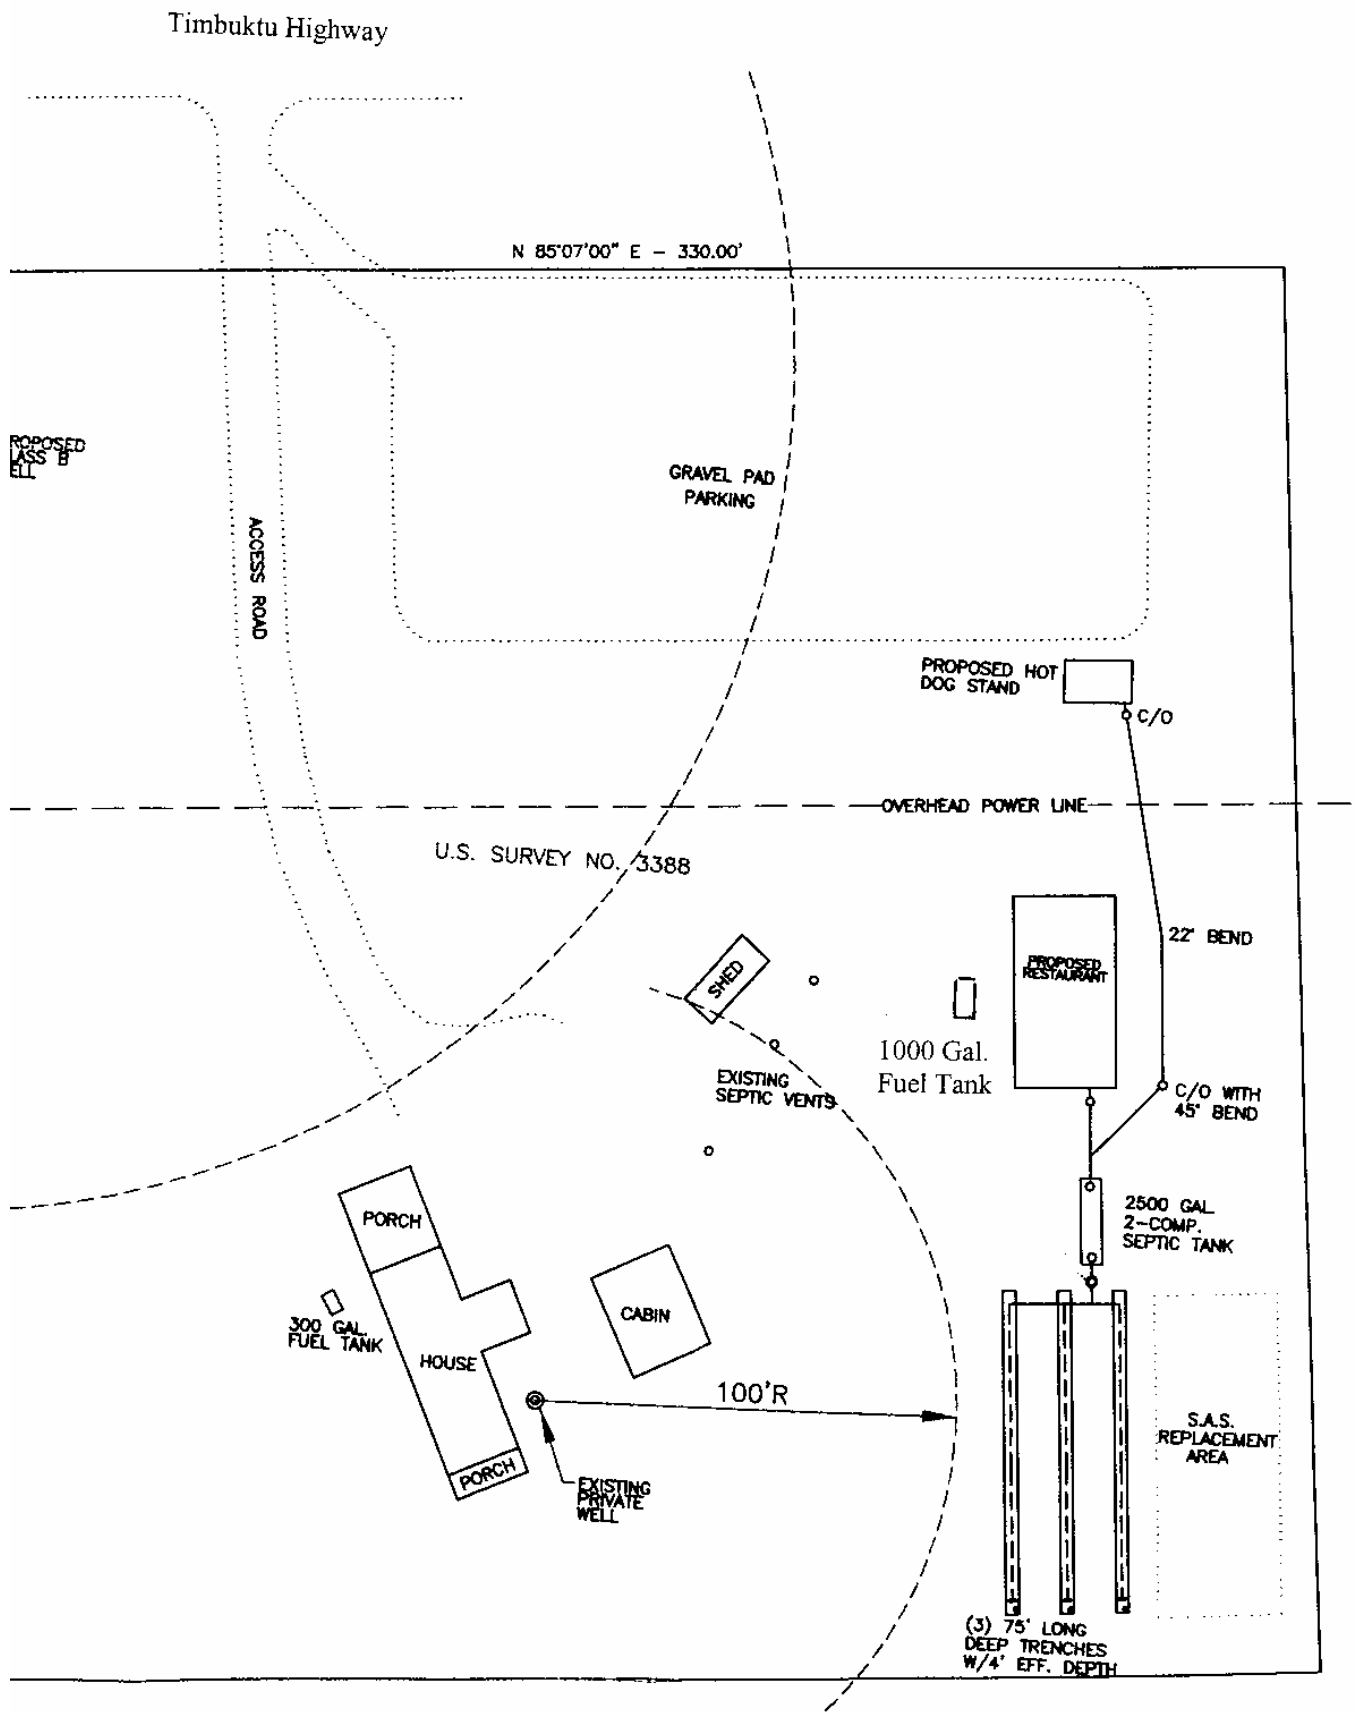 Timbuktu Highway
N 85°07'00" E - 330.00'
ROPOSED
LASS B
ELL
GRAVEL PAD
PARKING
ACCESS ROAD
PROPOSED HOT
DOG STAND
C/O
OVERHEAD POWER LINE
U.S. SURVEY NO. 3388
22° BEND
SHED
PROPOSED
RESTAURANT
1000 Gal.
Fuel Tank
EXISTING
SEPTIC VENTS
C/O WITH
45° BEND
PORCH
2500 GAL
2-COMP.
SEPTIC TANK
300 GAL.
FUEL TANK
CABIN
HOUSE
100'R
S.A.S.
REPLACEMENT
AREA
PORCH
EXISTING
PRIVATE
WELL
(3) 75' LONG
DEEP TRENCHES
W/4' EFF. DEPTH